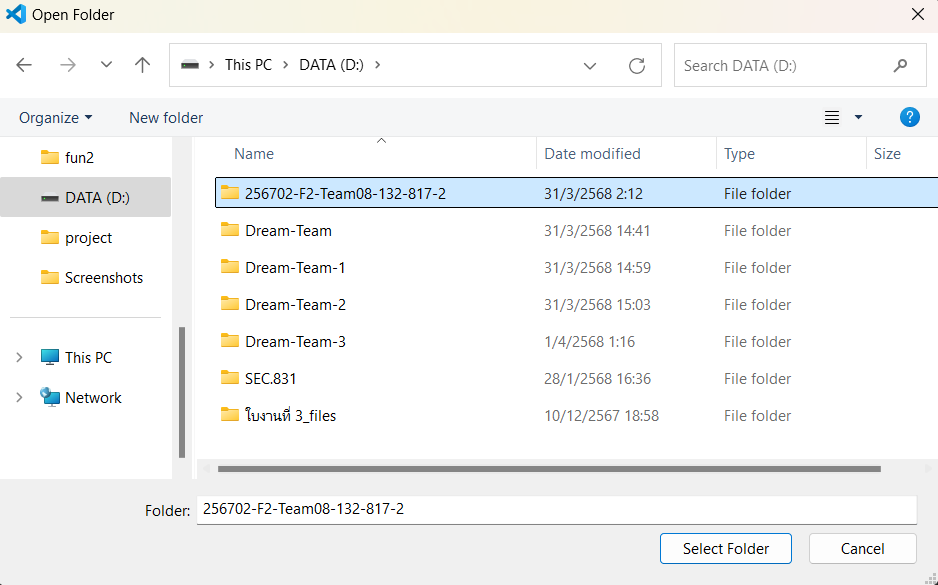 Open Folder
This PC > DATA (D:) >
Search DATA (D:)
Organize New folder ?
fun2
DATA (D:)
project
Screenshots
This PC
Network
Name Date modified Type Size
256702-F2-Team08-132-817-2 31/3/2568 2:12 File folder
Dream-Team 31/3/2568 14:41 File folder
Dream-Team-1 31/3/2568 14:59 File folder
Dream-Team-2 31/3/2568 15:03 File folder
Dream-Team-3 1/4/2568 1:16 File folder
SEC.831 28/1/2568 16:36 File folder
ใบงานที่ 3_files 10/12/2567 18:58 File folder
Folder: 256702-F2-Team08-132-817-2
Select Folder Cancel